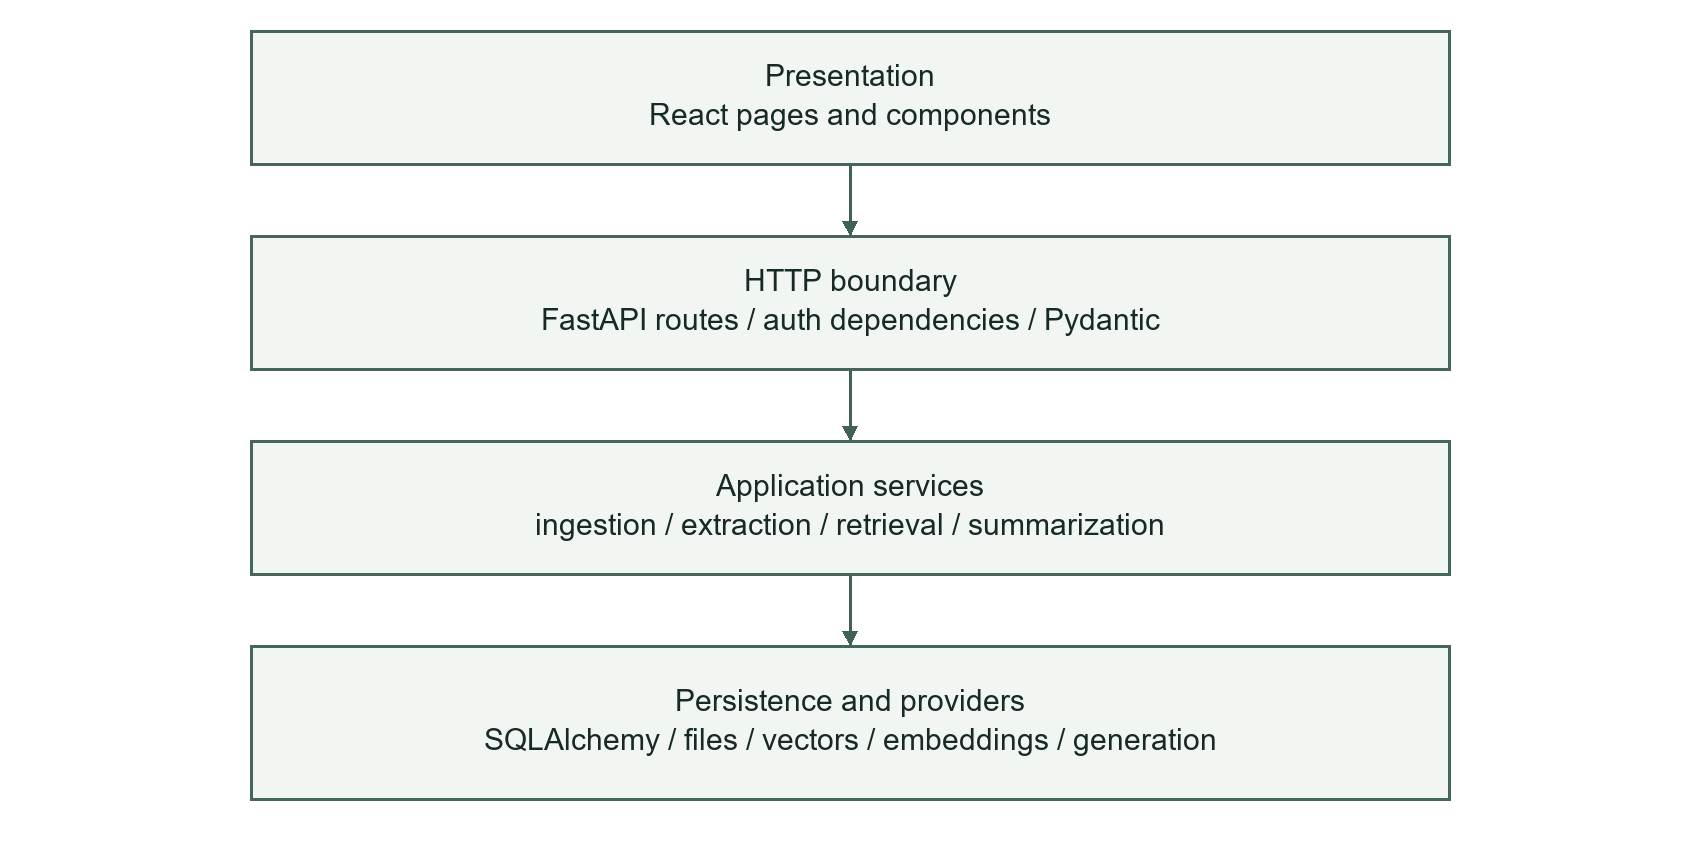 Presentation
React pages and components
HTTP boundary
FastAPI routes / auth dependencies / Pydantic
Application services
ingestion / extraction / retrieval / summarization
Persistence and providers
SQLAlchemy / files / vectors / embeddings / generation